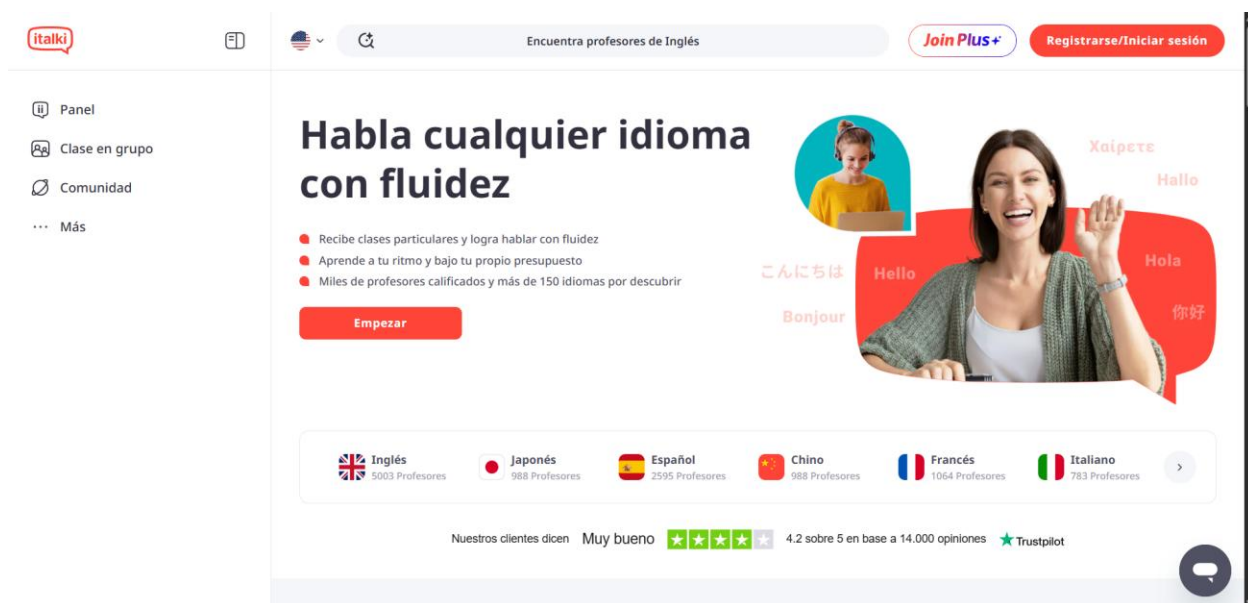 italki
Encuentra profesores de Inglés
Join Plus+
Registrarse/Iniciar sesión
Panel
Clase en grupo
Comunidad
Más
Habla cualquier idioma
con fluidez
Recibe clases particulares y logra hablar con fluidez
Aprende a tu ritmo y bajo tu propio presupuesto
Miles de profesores calificados y más de 150 idiomas por descubrir
Empezar
Χαίρετε
Hallo
こんにちは
Hello
Hola
Bonjour
你好
Inglés
5003 Profesores
Japonés
988 Profesores
Español
2595 Profesores
Chino
988 Profesores
Francés
1064 Profesores
Italiano
783 Profesores
Nuestros clientes dicen Muy bueno 4.2 sobre 5 en base a 14.000 opiniones Trustpilot